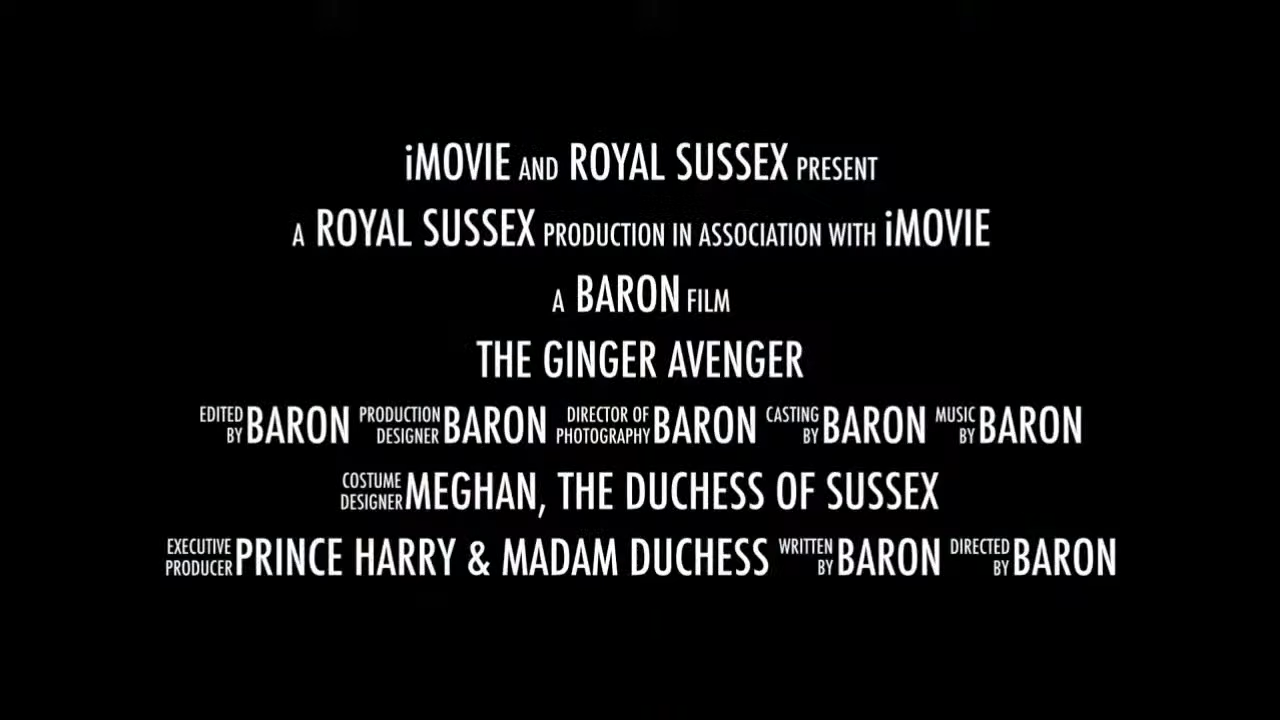 iMOVIE AND ROYAL SUSSEX PRESENT
A ROYAL SUSSEX PRODUCTION IN ASSOCIATION WITH iMOVIE
A BARON FILM
THE GINGER AVENGER
EDITED BY BARON PRODUCTION DESIGNER BARON DIRECTOR OF PHOTOGRAPHY BARON CASTING BY BARON MUSIC BY BARON
COSTUME DESIGNER MEGHAN, THE DUCHESS OF SUSSEX
EXECUTIVE PRODUCER PRINCE HARRY & MADAM DUCHESS WRITTEN BY BARON DIRECTED BY BARON